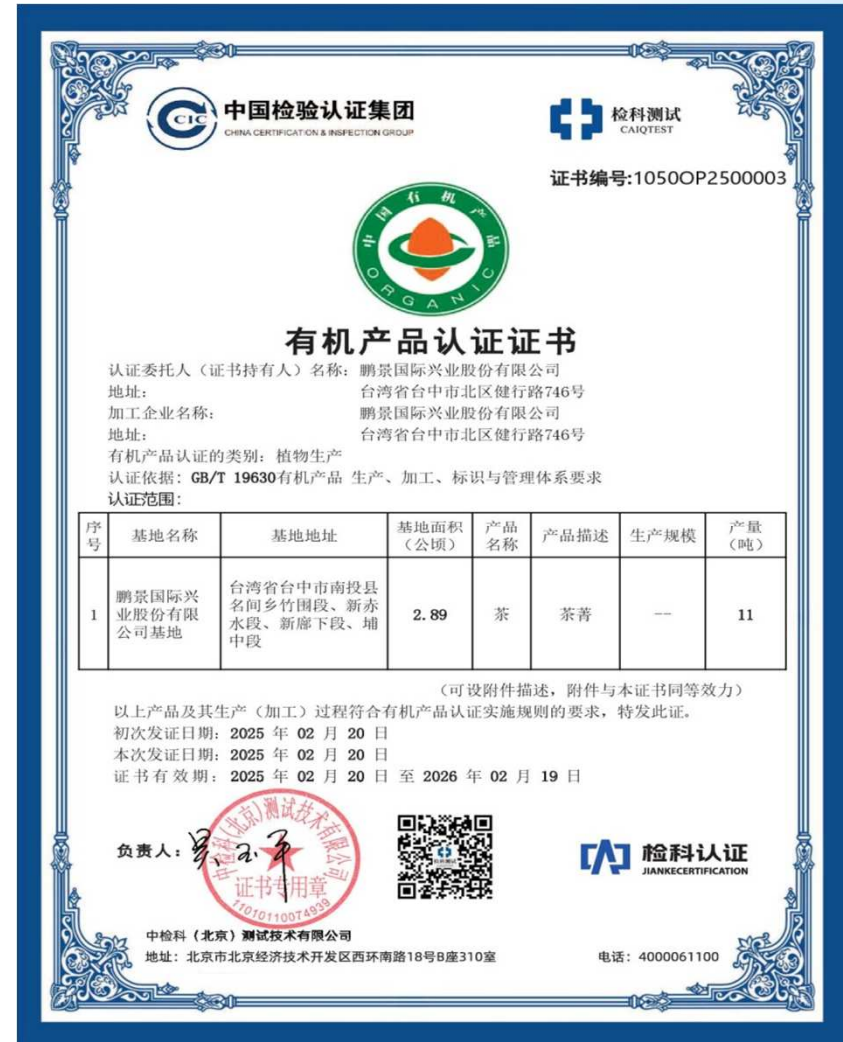 CIC
中国检验认证集团
CHINA CERTIFICATION & INSPECTION GROUP
检科测试
CAIQTEST
证书编号:1050OP2500003
中国有机产品
ORGANIC
有机产品认证证书
认证委托人（证书持有人）名称：鹏景国际兴业股份有限公司
地址： 台湾省台中市北区健行路746号
加工企业名称： 鹏景国际兴业股份有限公司
地址： 台湾省台中市北区健行路746号
有机产品认证的类别：植物生产
认证依据：GB/T 19630有机产品 生产、加工、标识与管理体系要求
认证范围：
序号 基地名称 基地地址 基地面积（公顷） 产品名称 产品描述 生产规模 产量（吨）
1 鹏景国际兴业股份有限公司基地 台湾省台中市南投县名间乡竹围段、新赤水段、新廍下段、埔中段 2.89 茶 茶菁 -- 11
（可设附件描述，附件与本证书同等效力）
以上产品及其生产（加工）过程符合有机产品认证实施规则的要求，特发此证。
初次发证日期：2025 年 02 月 20 日
本次发证日期：2025 年 02 月 20 日
证书有效期：2025 年 02 月 20 日 至 2026 年 02 月 19 日
负责人：
中检科(北京)测试技术有限公司
证书专用章
11010110074939
检科测试
检科认证
JIANKECERTIFICATION
中检科（北京）测试技术有限公司
地址：北京市北京经济技术开发区西环南路18号B座310室 电话：4000061100